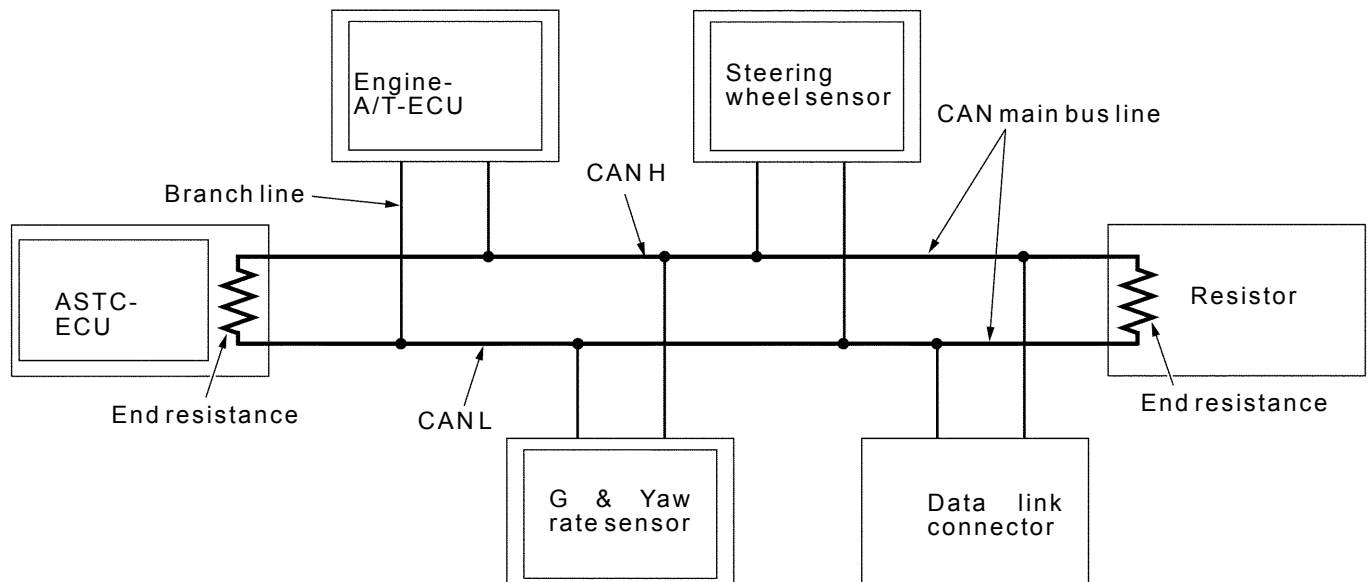 Engine-
A/T-ECU
Steering
wheel sensor
CAN main bus line
CAN H
Branch line
ASTC-
ECU
Resistor
End resistance
CAN L
End resistance
G & Yaw
rate sensor
Data link
connector